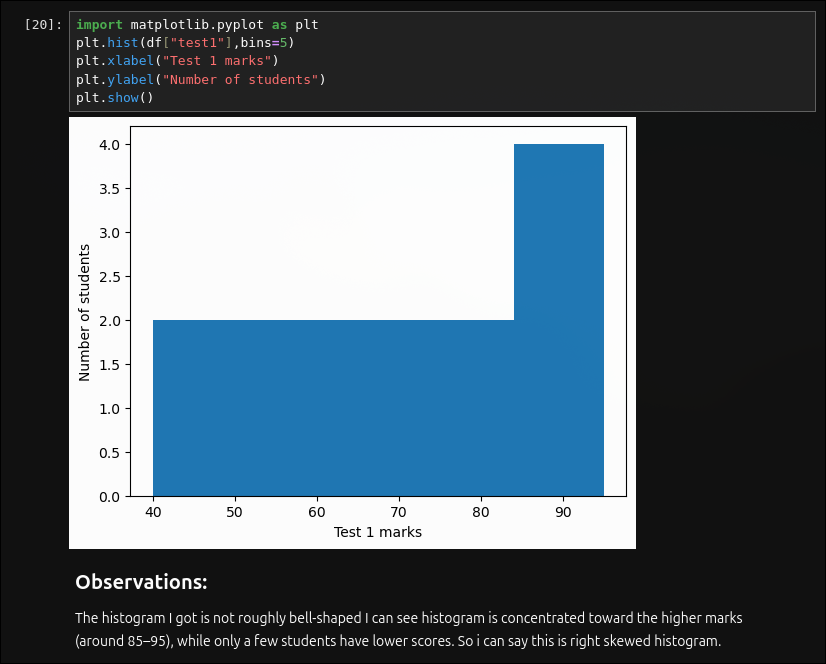 [20]: import matplotlib.pyplot as plt
plt.hist(df["test1"],bins=5)
plt.xlabel("Test 1 marks")
plt.ylabel("Number of students")
plt.show()
4.0
3.5
3.0
2.5
2.0
1.5
1.0
0.5
0.0
Number of students
40 50 60 70 80 90
Test 1 marks
Observations:
The histogram I got is not roughly bell-shaped I can see histogram is concentrated toward the higher marks
(around 85–95), while only a few students have lower scores. So i can say this is right skewed histogram.